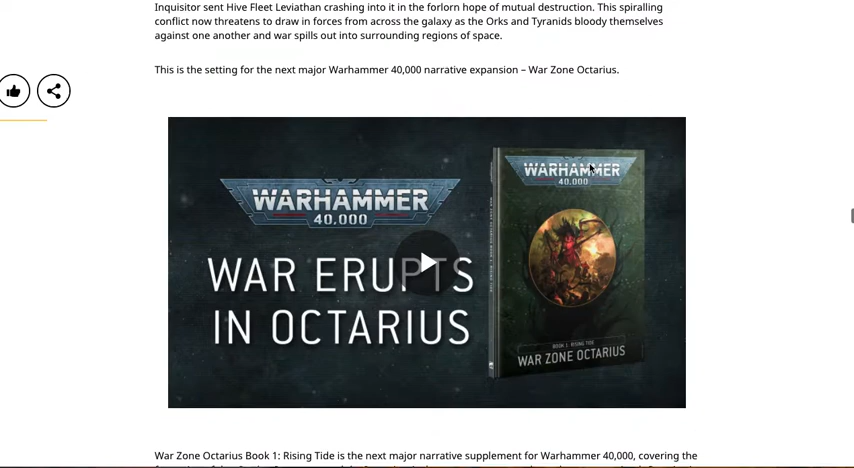 Inquisitor sent Hive Fleet Leviathan crashing into it in the forlorn hope of mutual destruction. This spiralling
conflict now threatens to draw in forces from across the galaxy as the Orks and Tyranids bloody themselves
against one another and war spills out into surrounding regions of space.
This is the setting for the next major Warhammer 40,000 narrative expansion – War Zone Octarius.
WARHAMMER
40,000
WAR ERUPTS
IN OCTARIUS
WARHAMMER
40,000
BOOK 1: RISING TIDE
WAR ZONE OCTARIUS
War Zone Octarius Book 1: Rising Tide is the next major narrative supplement for Warhammer 40,000, covering the